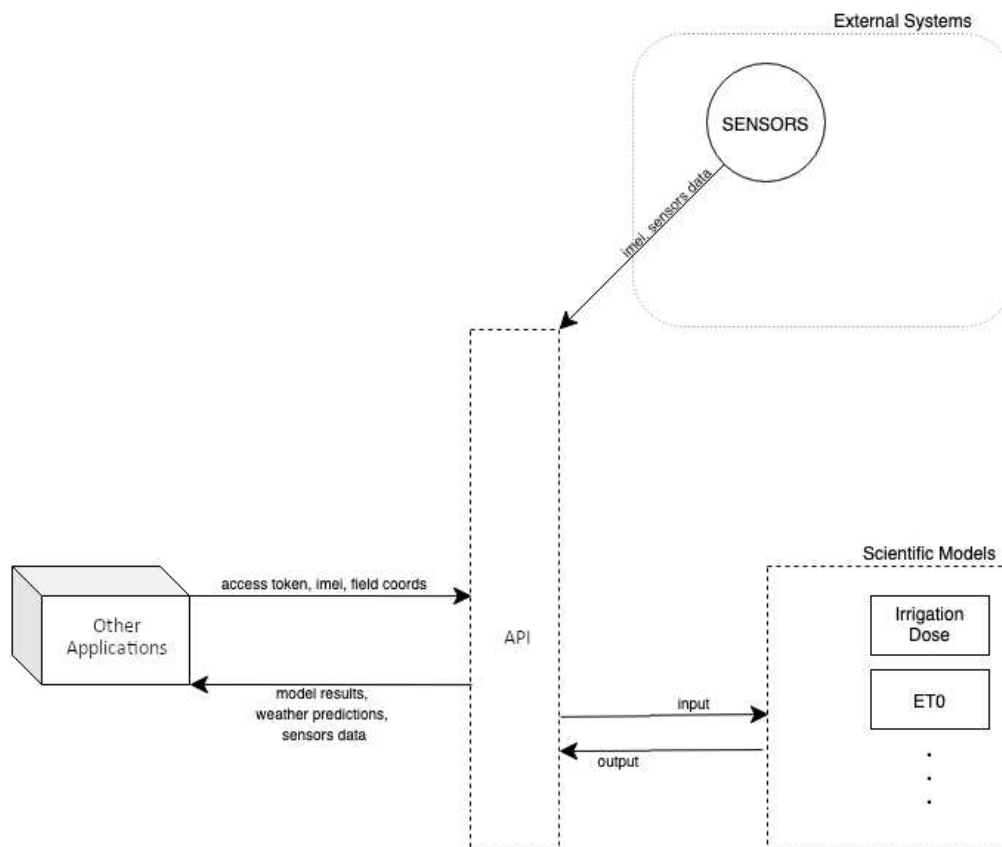 External Systems
SENSORS
imei, sensors data
Scientific Models
access token, imei, field coords
Other
Applications
API
Irrigation
Dose
model results,
weather predictions,
sensors data
input
ET0
output